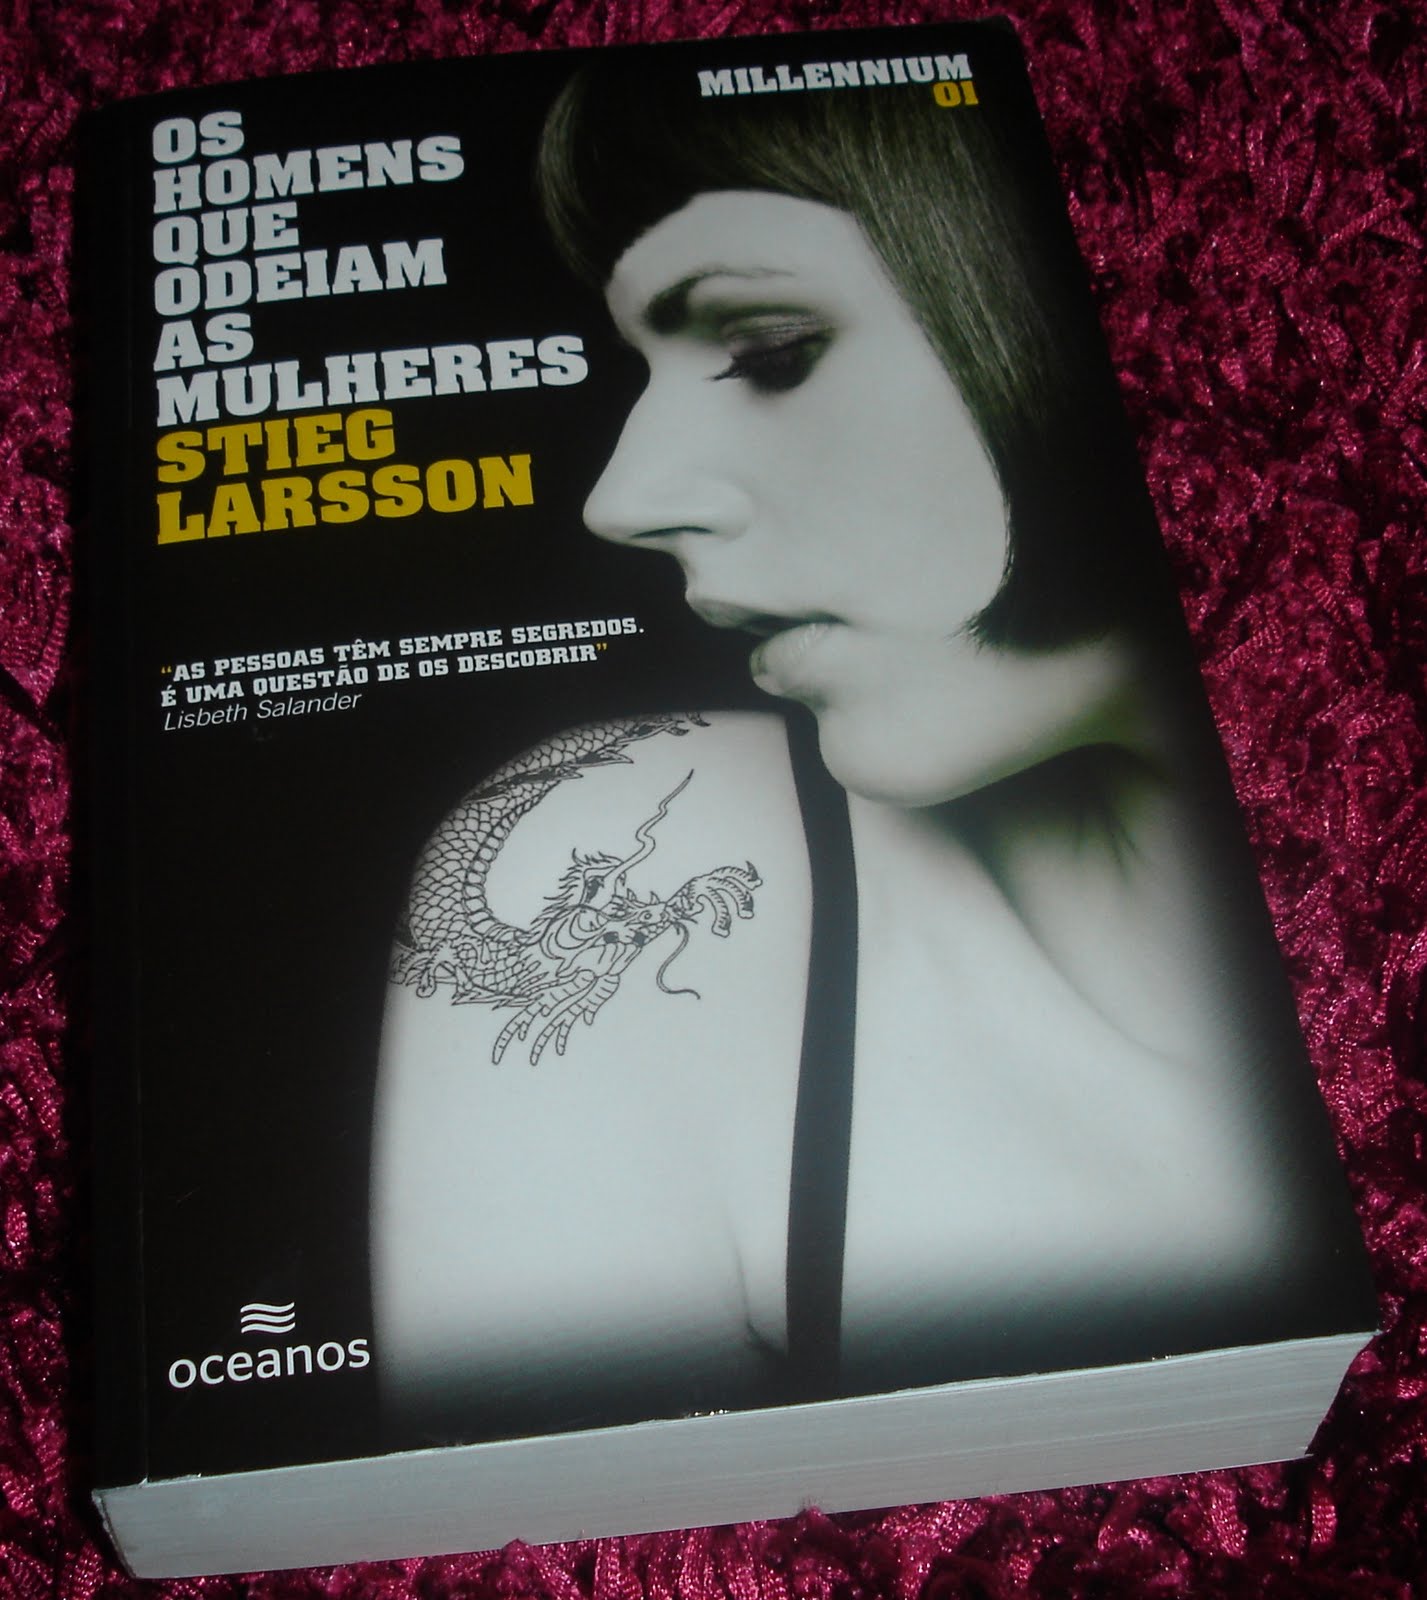 MILLENNIUM
01
OS
HOMENS
QUE
ODEIAM
AS
MULHERES
STIEG
LARSSON
“AS PESSOAS TÊM SEMPRE SEGREDOS.
É UMA QUESTÃO DE OS DESCOBRIR”
Lisbeth Salander
oceanos